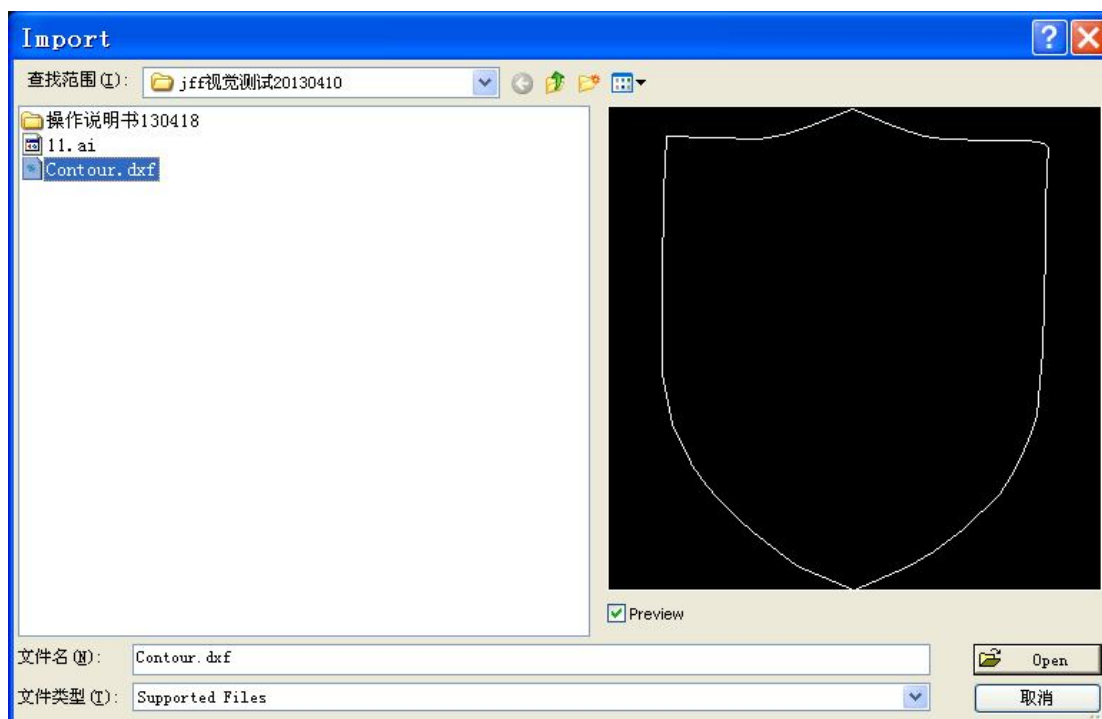 Import
查找范围(I): jff视觉测试20130410
操作说明书130418
11.ai
Contour.dxf
Preview
文件名(N): Contour.dxf
Open
文件类型(T): Supported Files
取消